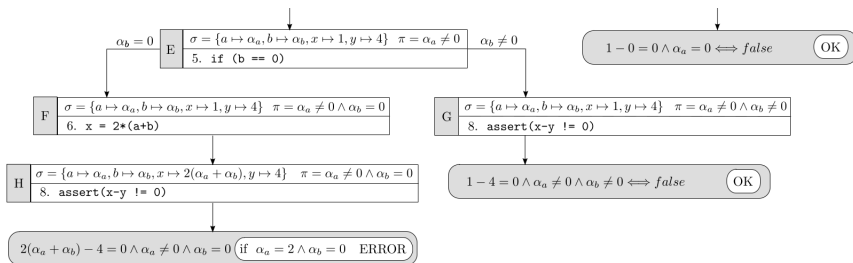 1 − 0 = 0 ∧ α_a = 0 ⟺ false OK
α_b = 0
E
σ = {a ↦ α_a, b ↦ α_b, x ↦ 1, y ↦ 4} π = α_a ≠ 0
5. if (b == 0)
α_b ≠ 0
F
σ = {a ↦ α_a, b ↦ α_b, x ↦ 1, y ↦ 4} π = α_a ≠ 0 ∧ α_b = 0
6. x = 2*(a+b)
G
σ = {a ↦ α_a, b ↦ α_b, x ↦ 1, y ↦ 4} π = α_a ≠ 0 ∧ α_b ≠ 0
8. assert(x-y != 0)
H
σ = {a ↦ α_a, b ↦ α_b, x ↦ 2(α_a + α_b), y ↦ 4} π = α_a ≠ 0 ∧ α_b = 0
8. assert(x-y != 0)
1 − 4 = 0 ∧ α_a ≠ 0 ∧ α_b ≠ 0 ⟺ false OK
2(α_a + α_b) − 4 = 0 ∧ α_a ≠ 0 ∧ α_b = 0 if α_a = 2 ∧ α_b = 0 ERROR